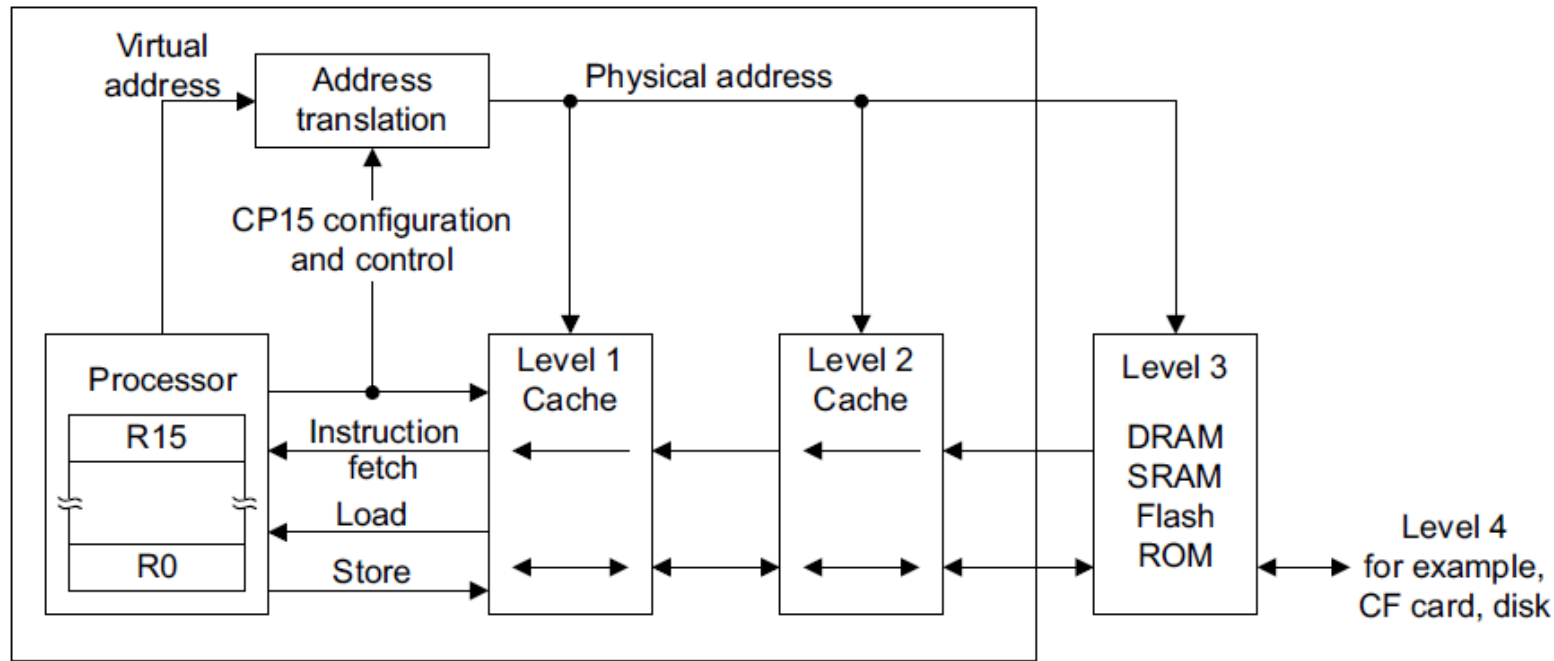 Virtual
address
Address
translation
Physical address
CP15 configuration
and control
Processor
R15
R0
Instruction
fetch
Load
Store
Level 1
Cache
Level 2
Cache
Level 3
DRAM
SRAM
Flash
ROM
Level 4
for example,
CF card, disk